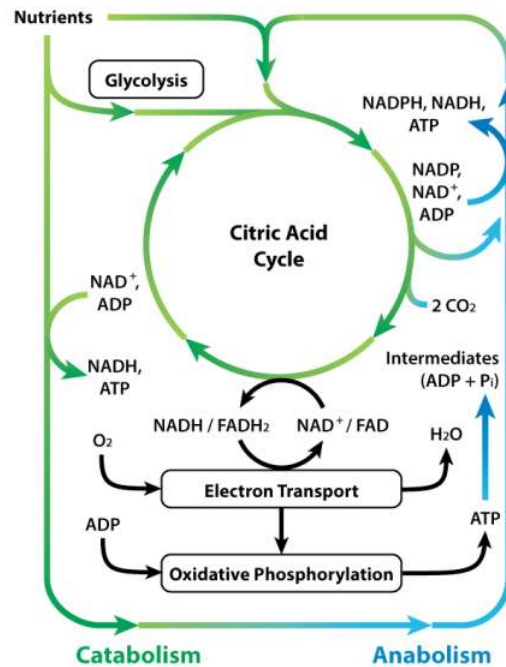 Nutrients
Glycolysis
NADPH, NADH,
ATP
NADP,
NAD⁺,
ADP
Citric Acid
Cycle
2 CO₂
NAD⁺,
ADP
NADH,
ATP
Intermediates
(ADP + Pᵢ)
NADH / FADH₂
NAD⁺ / FAD
O₂
H₂O
Electron Transport
ADP
ATP
Oxidative Phosphorylation
Catabolism
Anabolism